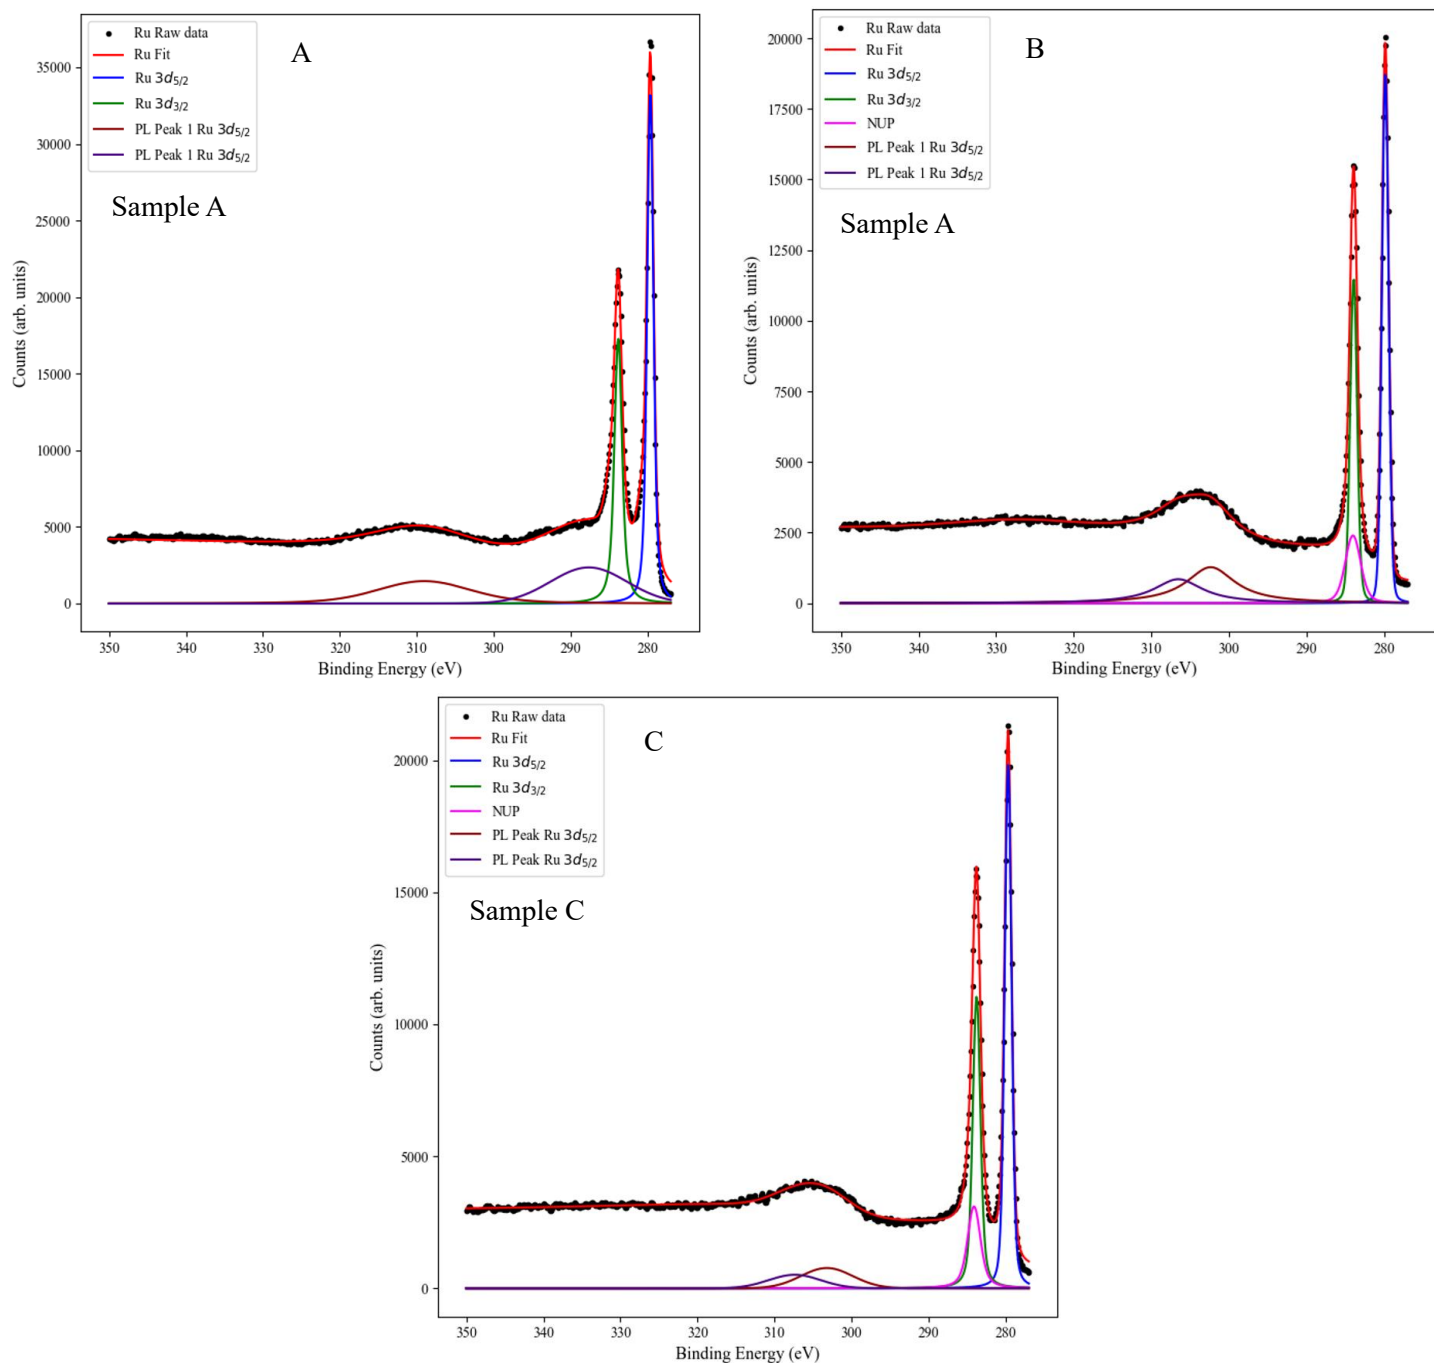 A
Ru Raw data
Ru Fit
Ru 3d5/2
Ru 3d3/2
PL Peak 1 Ru 3d5/2
PL Peak 1 Ru 3d5/2
Sample A
35000
30000
25000
20000
15000
10000
5000
0
Counts (arb. units)
350 340 330 320 310 300 290 280
Binding Energy (eV)
B
Ru Raw data
Ru Fit
Ru 3d5/2
Ru 3d3/2
NUP
PL Peak 1 Ru 3d5/2
PL Peak 1 Ru 3d5/2
Sample A
20000
17500
15000
12500
10000
7500
5000
2500
0
Counts (arb. units)
350 340 330 320 310 300 290 280
Binding Energy (eV)
C
Ru Raw data
Ru Fit
Ru 3d5/2
Ru 3d3/2
NUP
PL Peak Ru 3d5/2
PL Peak Ru 3d5/2
Sample C
20000
15000
10000
5000
0
Counts (arb. units)
350 340 330 320 310 300 290 280
Binding Energy (eV)